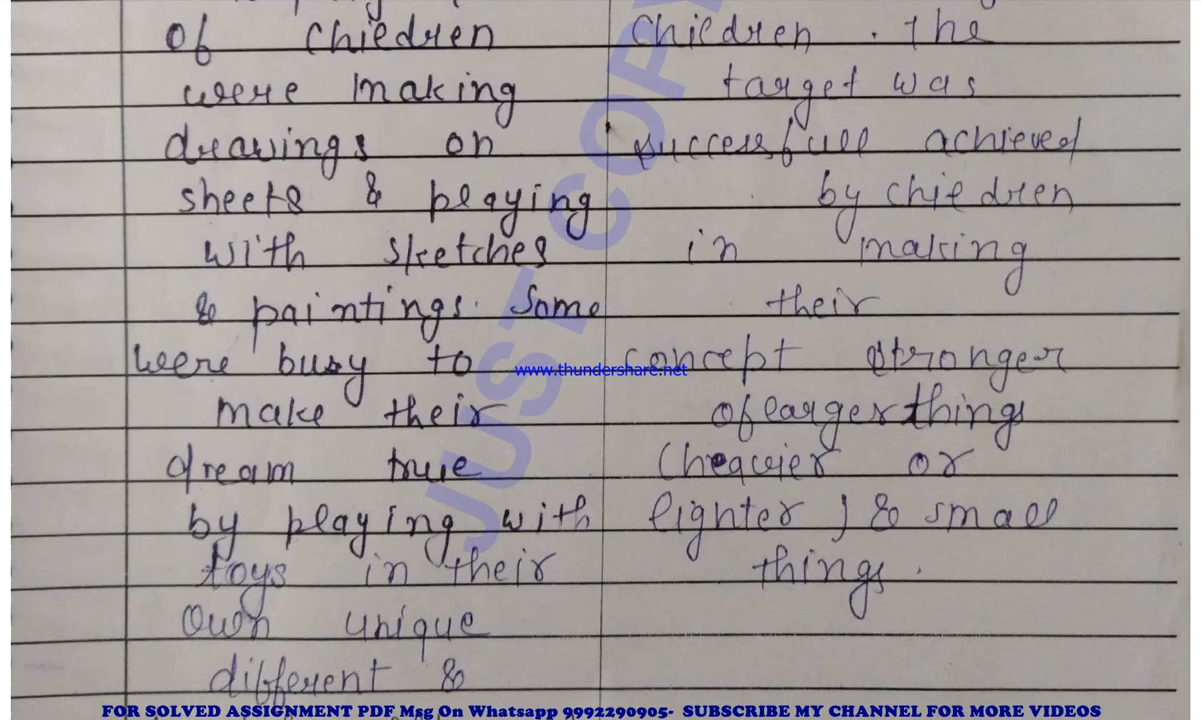 of children
were making
drawings on
sheets & playing
with sketches
& paintings. Some
were busy to
make their
dream true
by playing with
toys in their
own unique
different &
children. The
target was
successfull achieved
by children
in making
their
concept stronger
of larger things
(heavier or
lighter) & small
things.
JUST COPY
www.thundershare.net
FOR SOLVED ASSIGNMENT PDF Msg On Whatsapp 9992290905- SUBSCRIBE MY CHANNEL FOR MORE VIDEOS